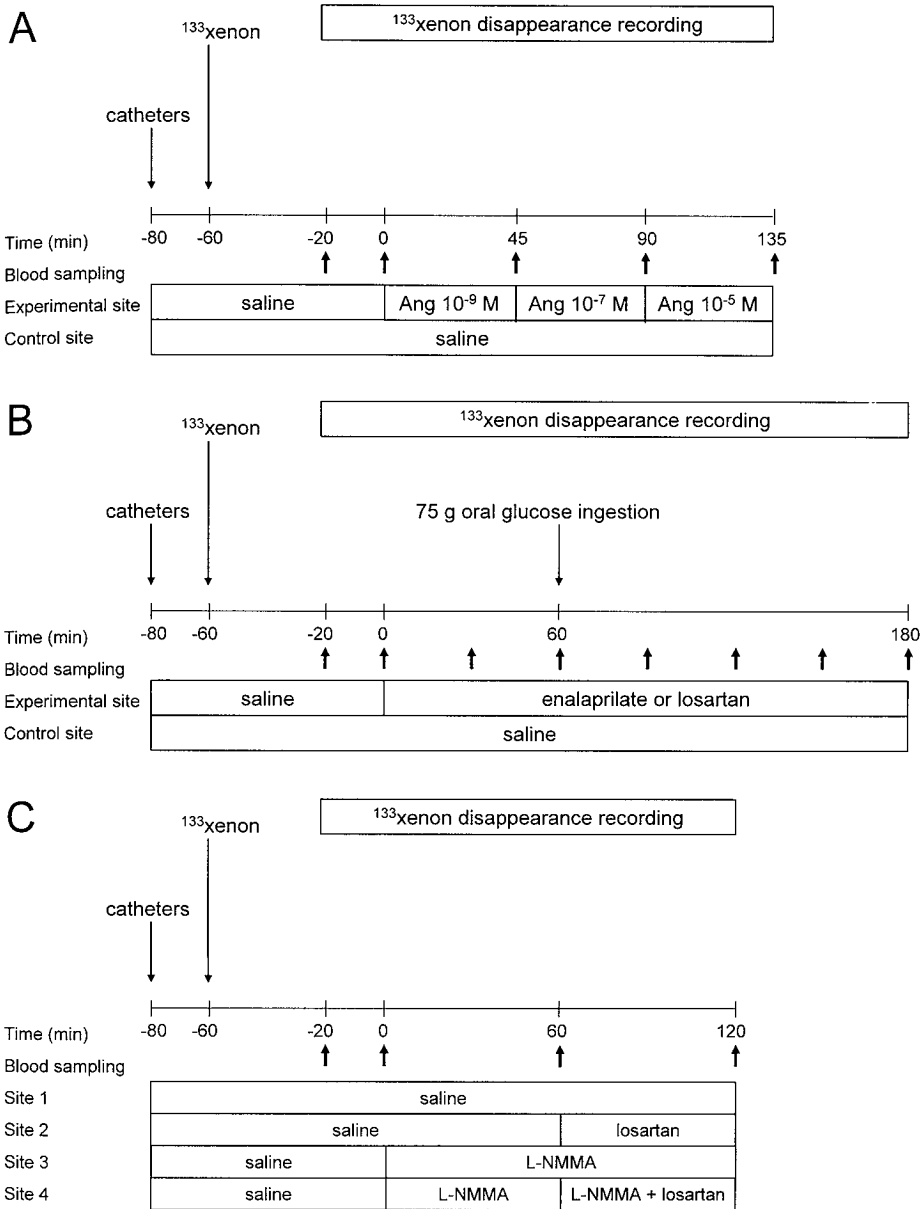 A
¹³³xenon disappearance recording
¹³³xenon
catheters
Time (min) -80 -60 -20 0 45 90 135
Blood sampling
Experimental site saline Ang 10⁻⁹ M Ang 10⁻⁷ M Ang 10⁻⁵ M
Control site saline
B
¹³³xenon disappearance recording
¹³³xenon
catheters 75 g oral glucose ingestion
Time (min) -80 -60 -20 0 60 180
Blood sampling
Experimental site saline enalaprilate or losartan
Control site saline
C
¹³³xenon disappearance recording
¹³³xenon
catheters
Time (min) -80 -60 -20 0 60 120
Blood sampling
Site 1 saline
Site 2 saline losartan
Site 3 saline L-NMMA
Site 4 saline L-NMMA L-NMMA + losartan